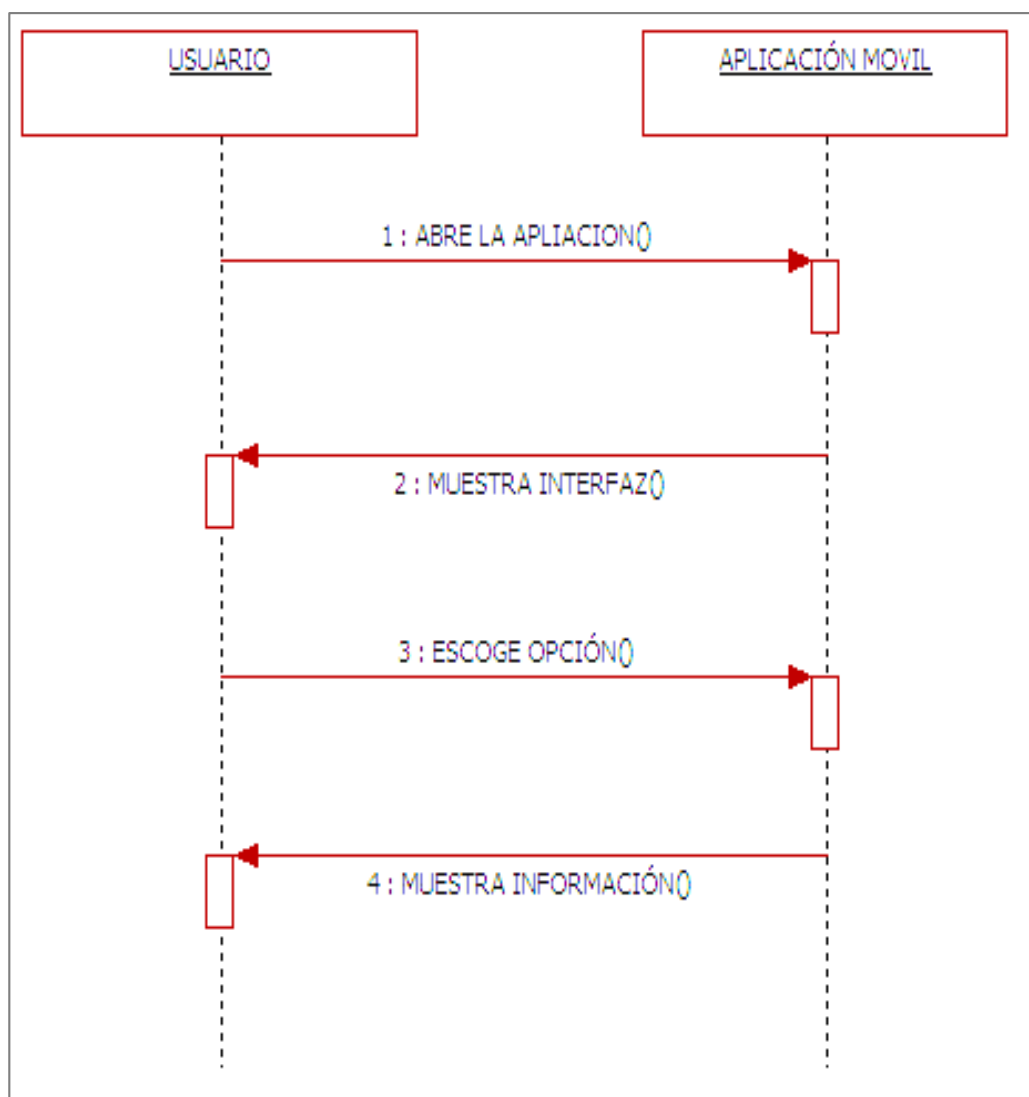 USUARIO
APLICACIÓN MOVIL
1 : ABRE LA APLIACION()
2 : MUESTRA INTERFAZ()
3 : ESCOGE OPCIÓN()
4 : MUESTRA INFORMACIÓN()